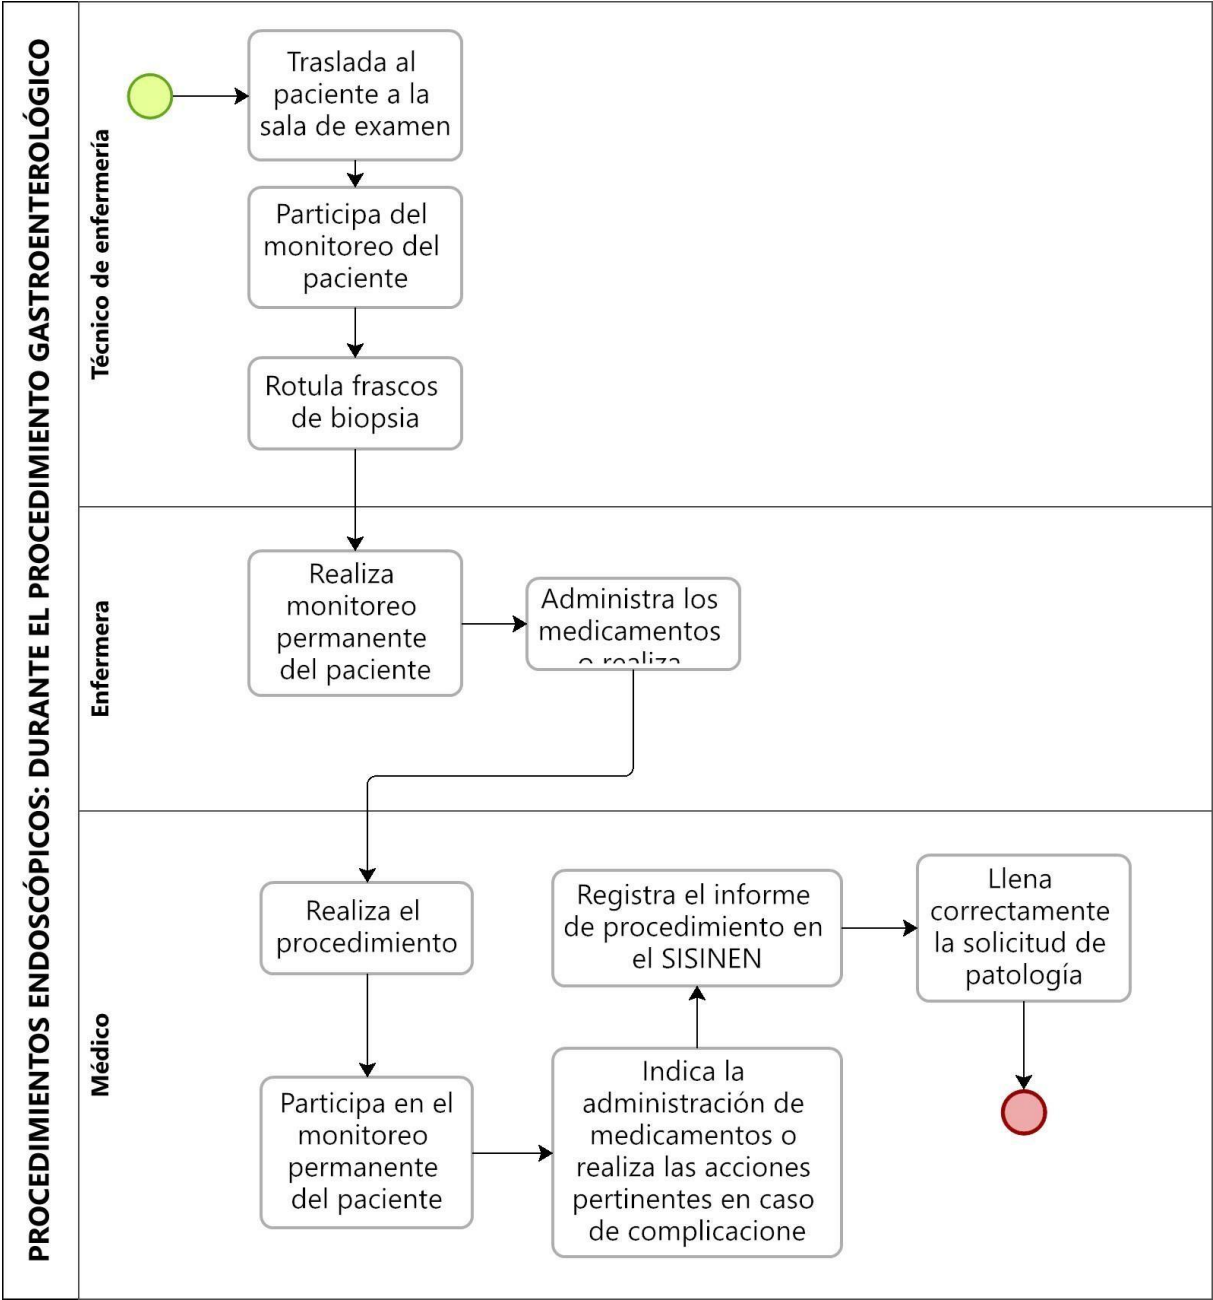 PROCEDIMIENTOS ENDOSCÓPICOS: DURANTE EL PROCEDIMIENTO GASTROENTEROLÓGICO
Técnico de enfermería
Traslada al
paciente a la
sala de examen
Participa del
monitoreo del
paciente
Rotula frascos
de biopsia
Enfermera
Realiza
monitoreo
permanente
del paciente
Administra los
medicamentos
o realiza
Médico
Realiza el
procedimiento
Participa en el
monitoreo
permanente
del paciente
Indica la
administración de
medicamentos o
realiza las acciones
pertinentes en caso
de complicacione
Registra el informe
de procedimiento en
el SISINEN
Llena
correctamente
la solicitud de
patología